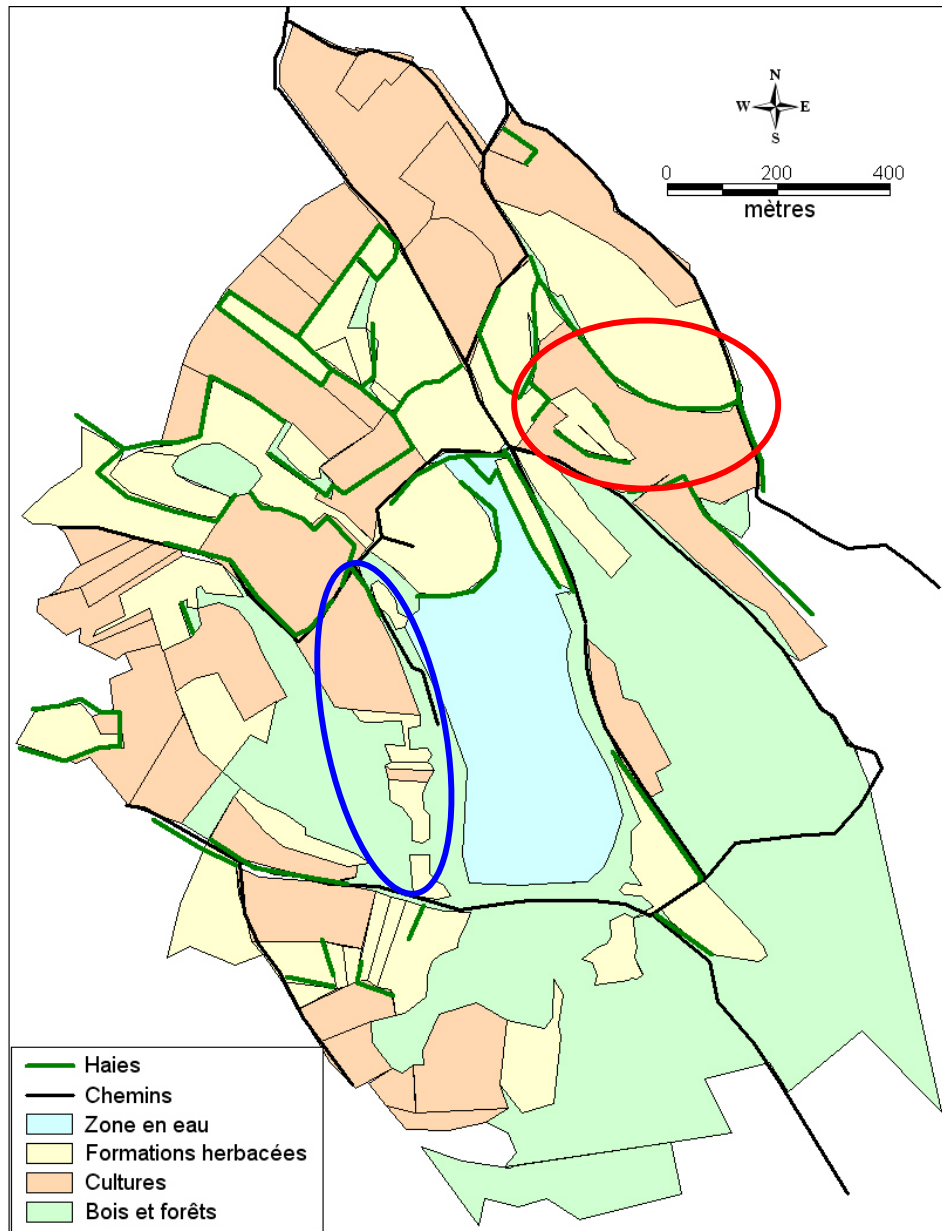 N
W E
S
0 200 400
mètres
Haies
Chemins
Zone en eau
Formations herbacées
Cultures
Bois et forêts